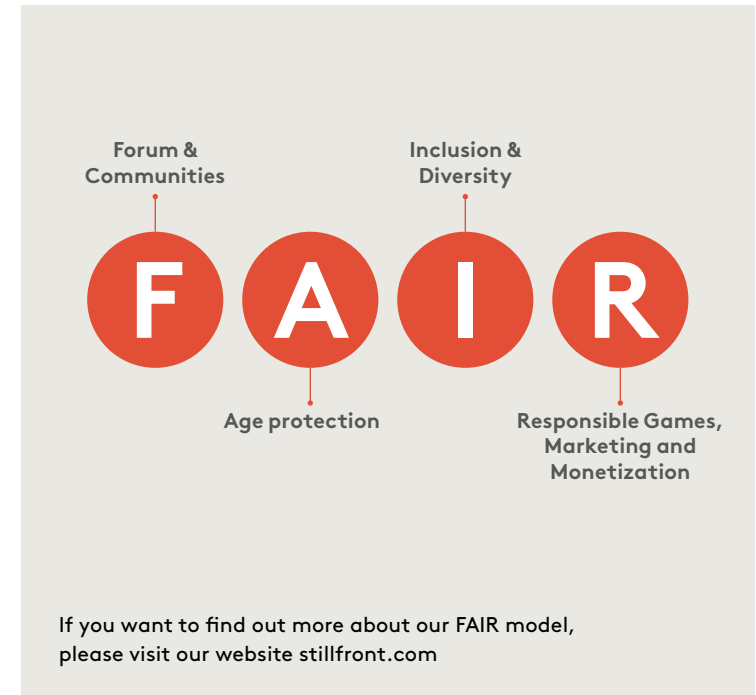 Forum &
Communities
Inclusion &
Diversity
F A I R
Age protection
Responsible Games,
Marketing and
Monetization
If you want to find out more about our FAIR model,
please visit our website stillfront.com